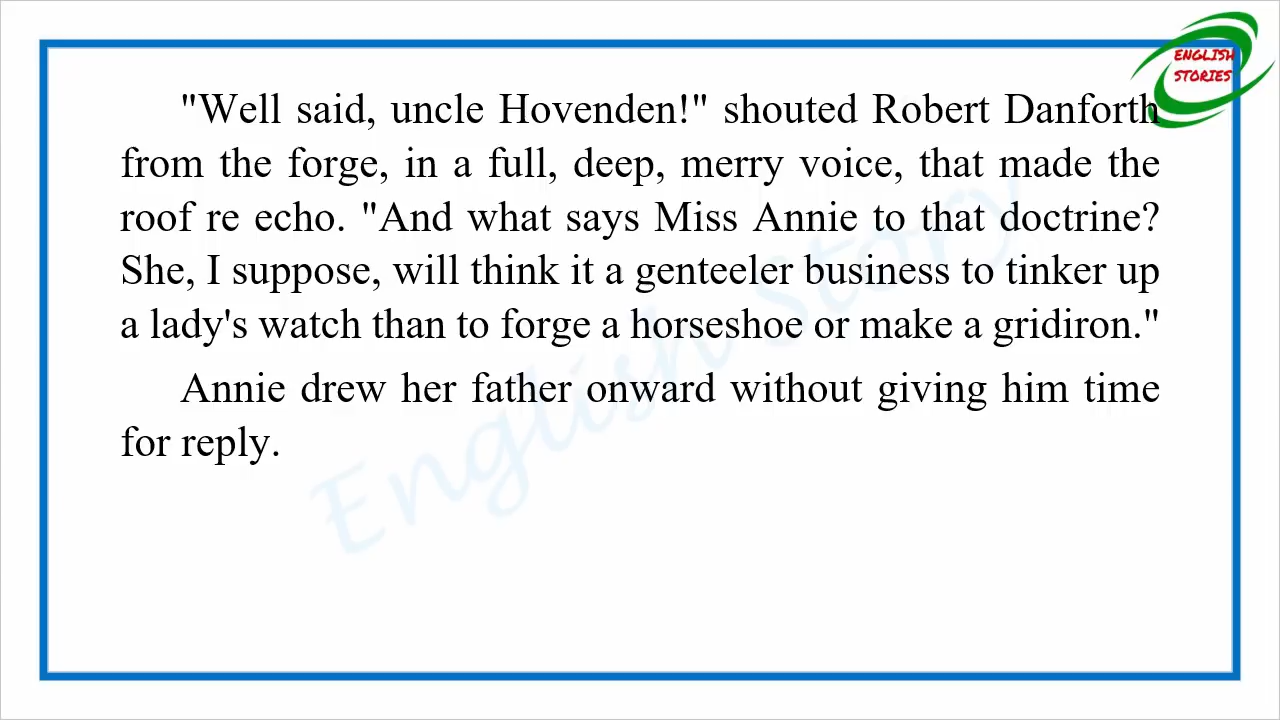 ENGLISH
STORIES
"Well said, uncle Hovenden!" shouted Robert Danforth
from the forge, in a full, deep, merry voice, that made the
roof re echo. "And what says Miss Annie to that doctrine?
She, I suppose, will think it a genteeler business to tinker up
a lady's watch than to forge a horseshoe or make a gridiron."
Annie drew her father onward without giving him time
for reply.
English Story